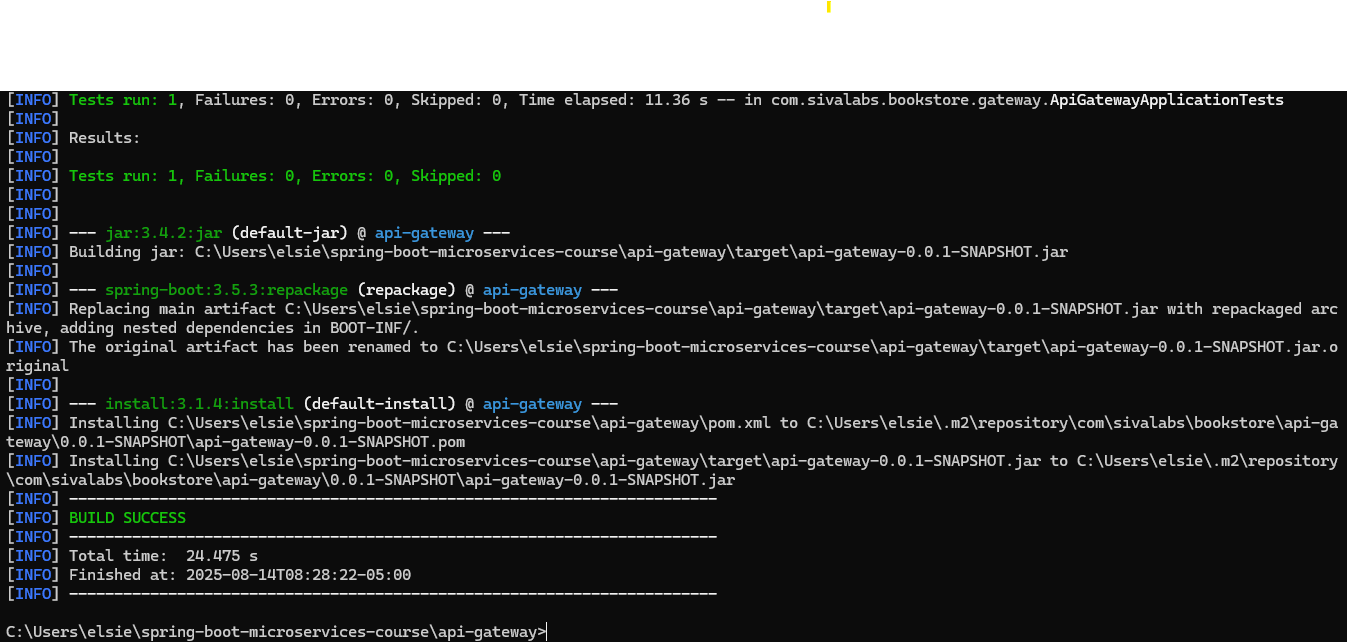 [INFO] Tests run: 1, Failures: 0, Errors: 0, Skipped: 0, Time elapsed: 11.36 s -- in com.sivalabs.bookstore.gateway.ApiGatewayApplicationTests
[INFO]
[INFO] Results:
[INFO]
[INFO] Tests run: 1, Failures: 0, Errors: 0, Skipped: 0
[INFO]
[INFO]
[INFO] --- jar:3.4.2:jar (default-jar) @ api-gateway ---
[INFO] Building jar: C:\Users\elsie\spring-boot-microservices-course\api-gateway\target\api-gateway-0.0.1-SNAPSHOT.jar
[INFO]
[INFO] --- spring-boot:3.5.3:repackage (repackage) @ api-gateway ---
[INFO] Replacing main artifact C:\Users\elsie\spring-boot-microservices-course\api-gateway\target\api-gateway-0.0.1-SNAPSHOT.jar with repackaged arc
hive, adding nested dependencies in BOOT-INF/.
[INFO] The original artifact has been renamed to C:\Users\elsie\spring-boot-microservices-course\api-gateway\target\api-gateway-0.0.1-SNAPSHOT.jar.o
riginal
[INFO]
[INFO] --- install:3.1.4:install (default-install) @ api-gateway ---
[INFO] Installing C:\Users\elsie\spring-boot-microservices-course\api-gateway\pom.xml to C:\Users\elsie\.m2\repository\com\sivalabs\bookstore\api-ga
teway\0.0.1-SNAPSHOT\api-gateway-0.0.1-SNAPSHOT.pom
[INFO] Installing C:\Users\elsie\spring-boot-microservices-course\api-gateway\target\api-gateway-0.0.1-SNAPSHOT.jar to C:\Users\elsie\.m2\repository
\com\sivalabs\bookstore\api-gateway\0.0.1-SNAPSHOT\api-gateway-0.0.1-SNAPSHOT.jar
[INFO] ------------------------------------------------------------------------
[INFO] BUILD SUCCESS
[INFO] ------------------------------------------------------------------------
[INFO] Total time:  24.475 s
[INFO] Finished at: 2025-08-14T08:28:22-05:00
[INFO] ------------------------------------------------------------------------
C:\Users\elsie\spring-boot-microservices-course\api-gateway>